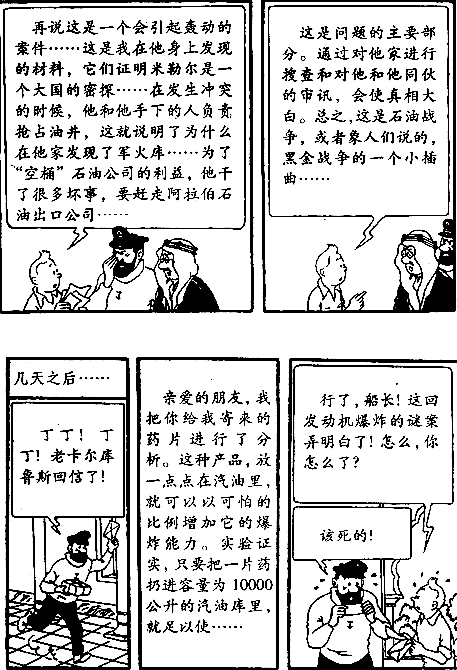 再说这是一个会引起轰动的
案件……这是我在他身上发现
的材料，它们证明米勒尔是一
个大国的密探……在发生冲突
的时候，他和他手下的人负责
抢占油井，这就说明了为什么
在他家发现了军火库……为了
“空桶”石油公司的利益，他干
了很多坏事，要赶走阿拉伯石
油出口公司……
这是问题的主要部
分。通过对他家进行
搜查和对他和他同伙
的审讯，会使真相大
白。总之，这是石油战
争，或者象人们说的，
黑金战争的一个小插
曲……
几天之后……
丁丁！丁
丁！老卡尔库
鲁斯回信了！
亲爱的朋友，我
把你给我寄来的
药片进行了分
析。这种产品，放
一点点在汽油里，
就可以以可怕的
比例增加它的爆
炸能力。实验证
实，只要把一片药
扔进容量为10000
公升的汽油库里，
就足以使……
行了，船长！这回
发动机爆炸的谜案
弄明白了！怎么，你
怎么了？
该死的！